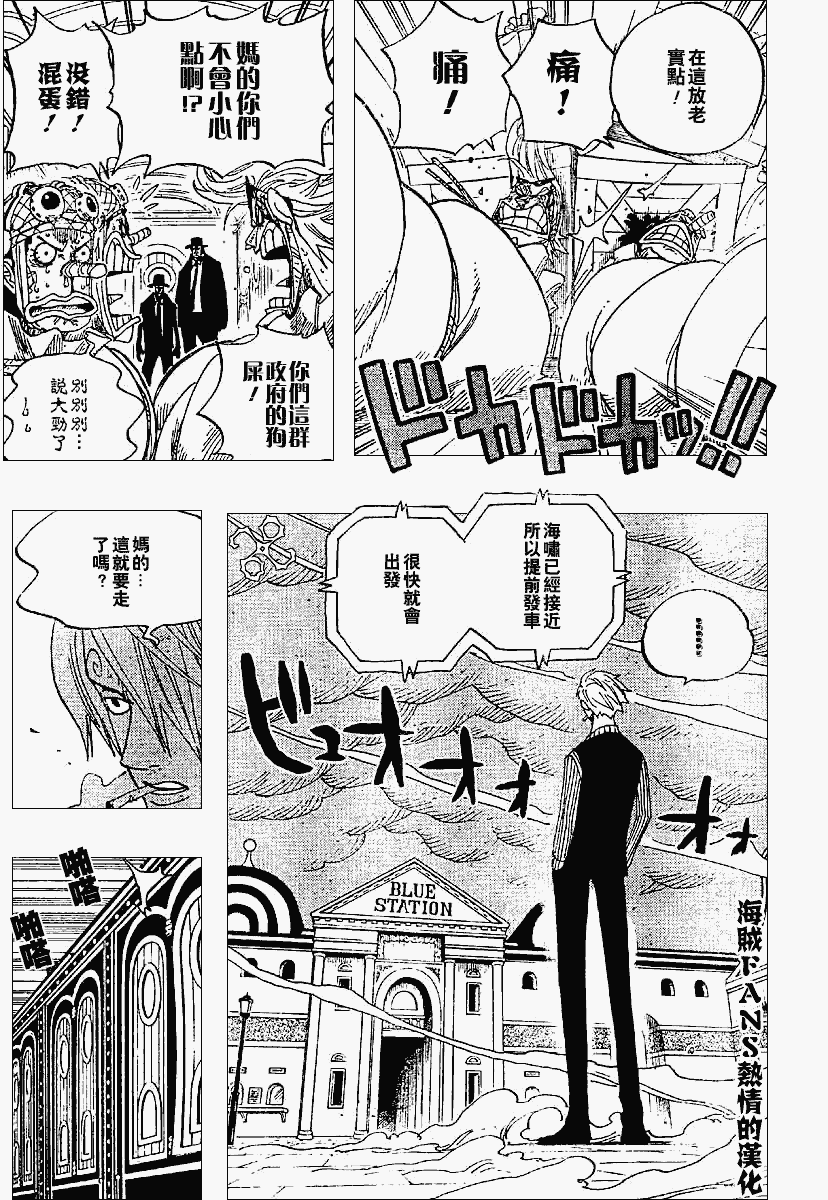 在這放老
實點！
痛！
痛！
ドカドカッ!!
媽的你們
不會小心
點啊!?
没錯！
混蛋！
你們這群
政府的狗
屎！
別別別…
説大勁了
……
海嘯已經接近
所以提前發車
很快就會
出發
ビュオオオオオ
BLUE
STATION
媽的…
這就要走
了嗎？
啪嗒
啪嗒
海賊FANS熱情的漢化